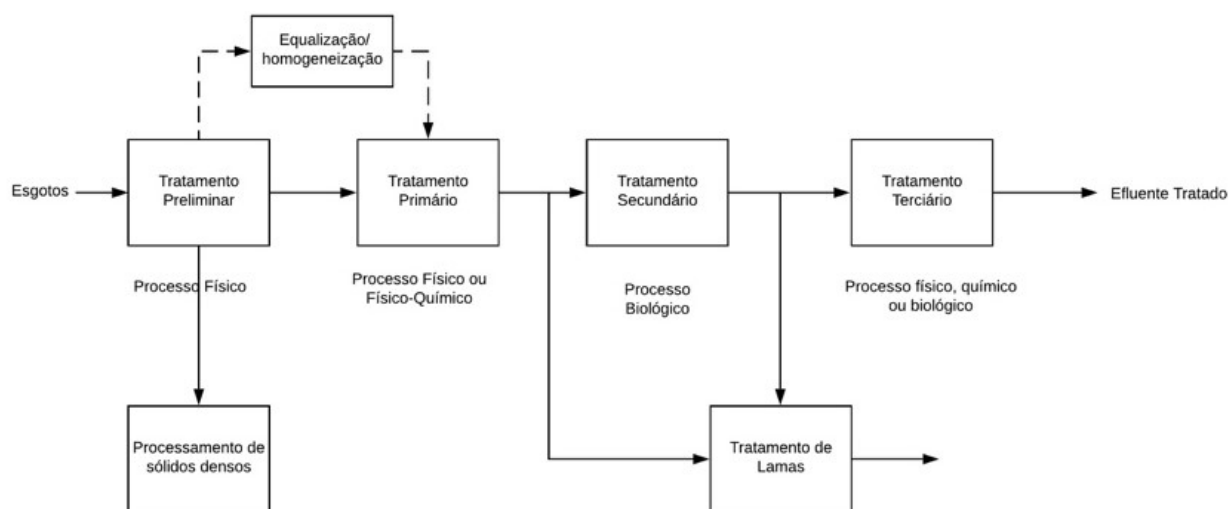 Equalização/
homogeneização
Esgotos
Tratamento
Preliminar
Tratamento
Primário
Tratamento
Secundário
Tratamento
Terciário
Efluente Tratado
Processo Físico
Processo Físico ou
Físico-Químico
Processo
Biológico
Processo físico, químico
ou biológico
Processamento de
sólidos densos
Tratamento de
Lamas